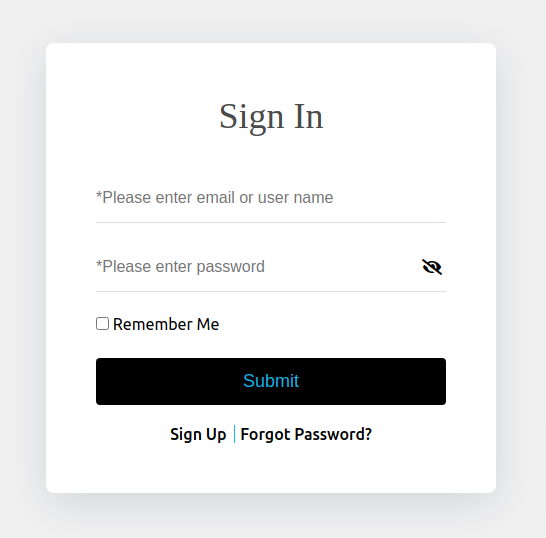 Sign In
*Please enter email or user name
*Please enter password
Remember Me
Submit
Sign Up | Forgot Password?